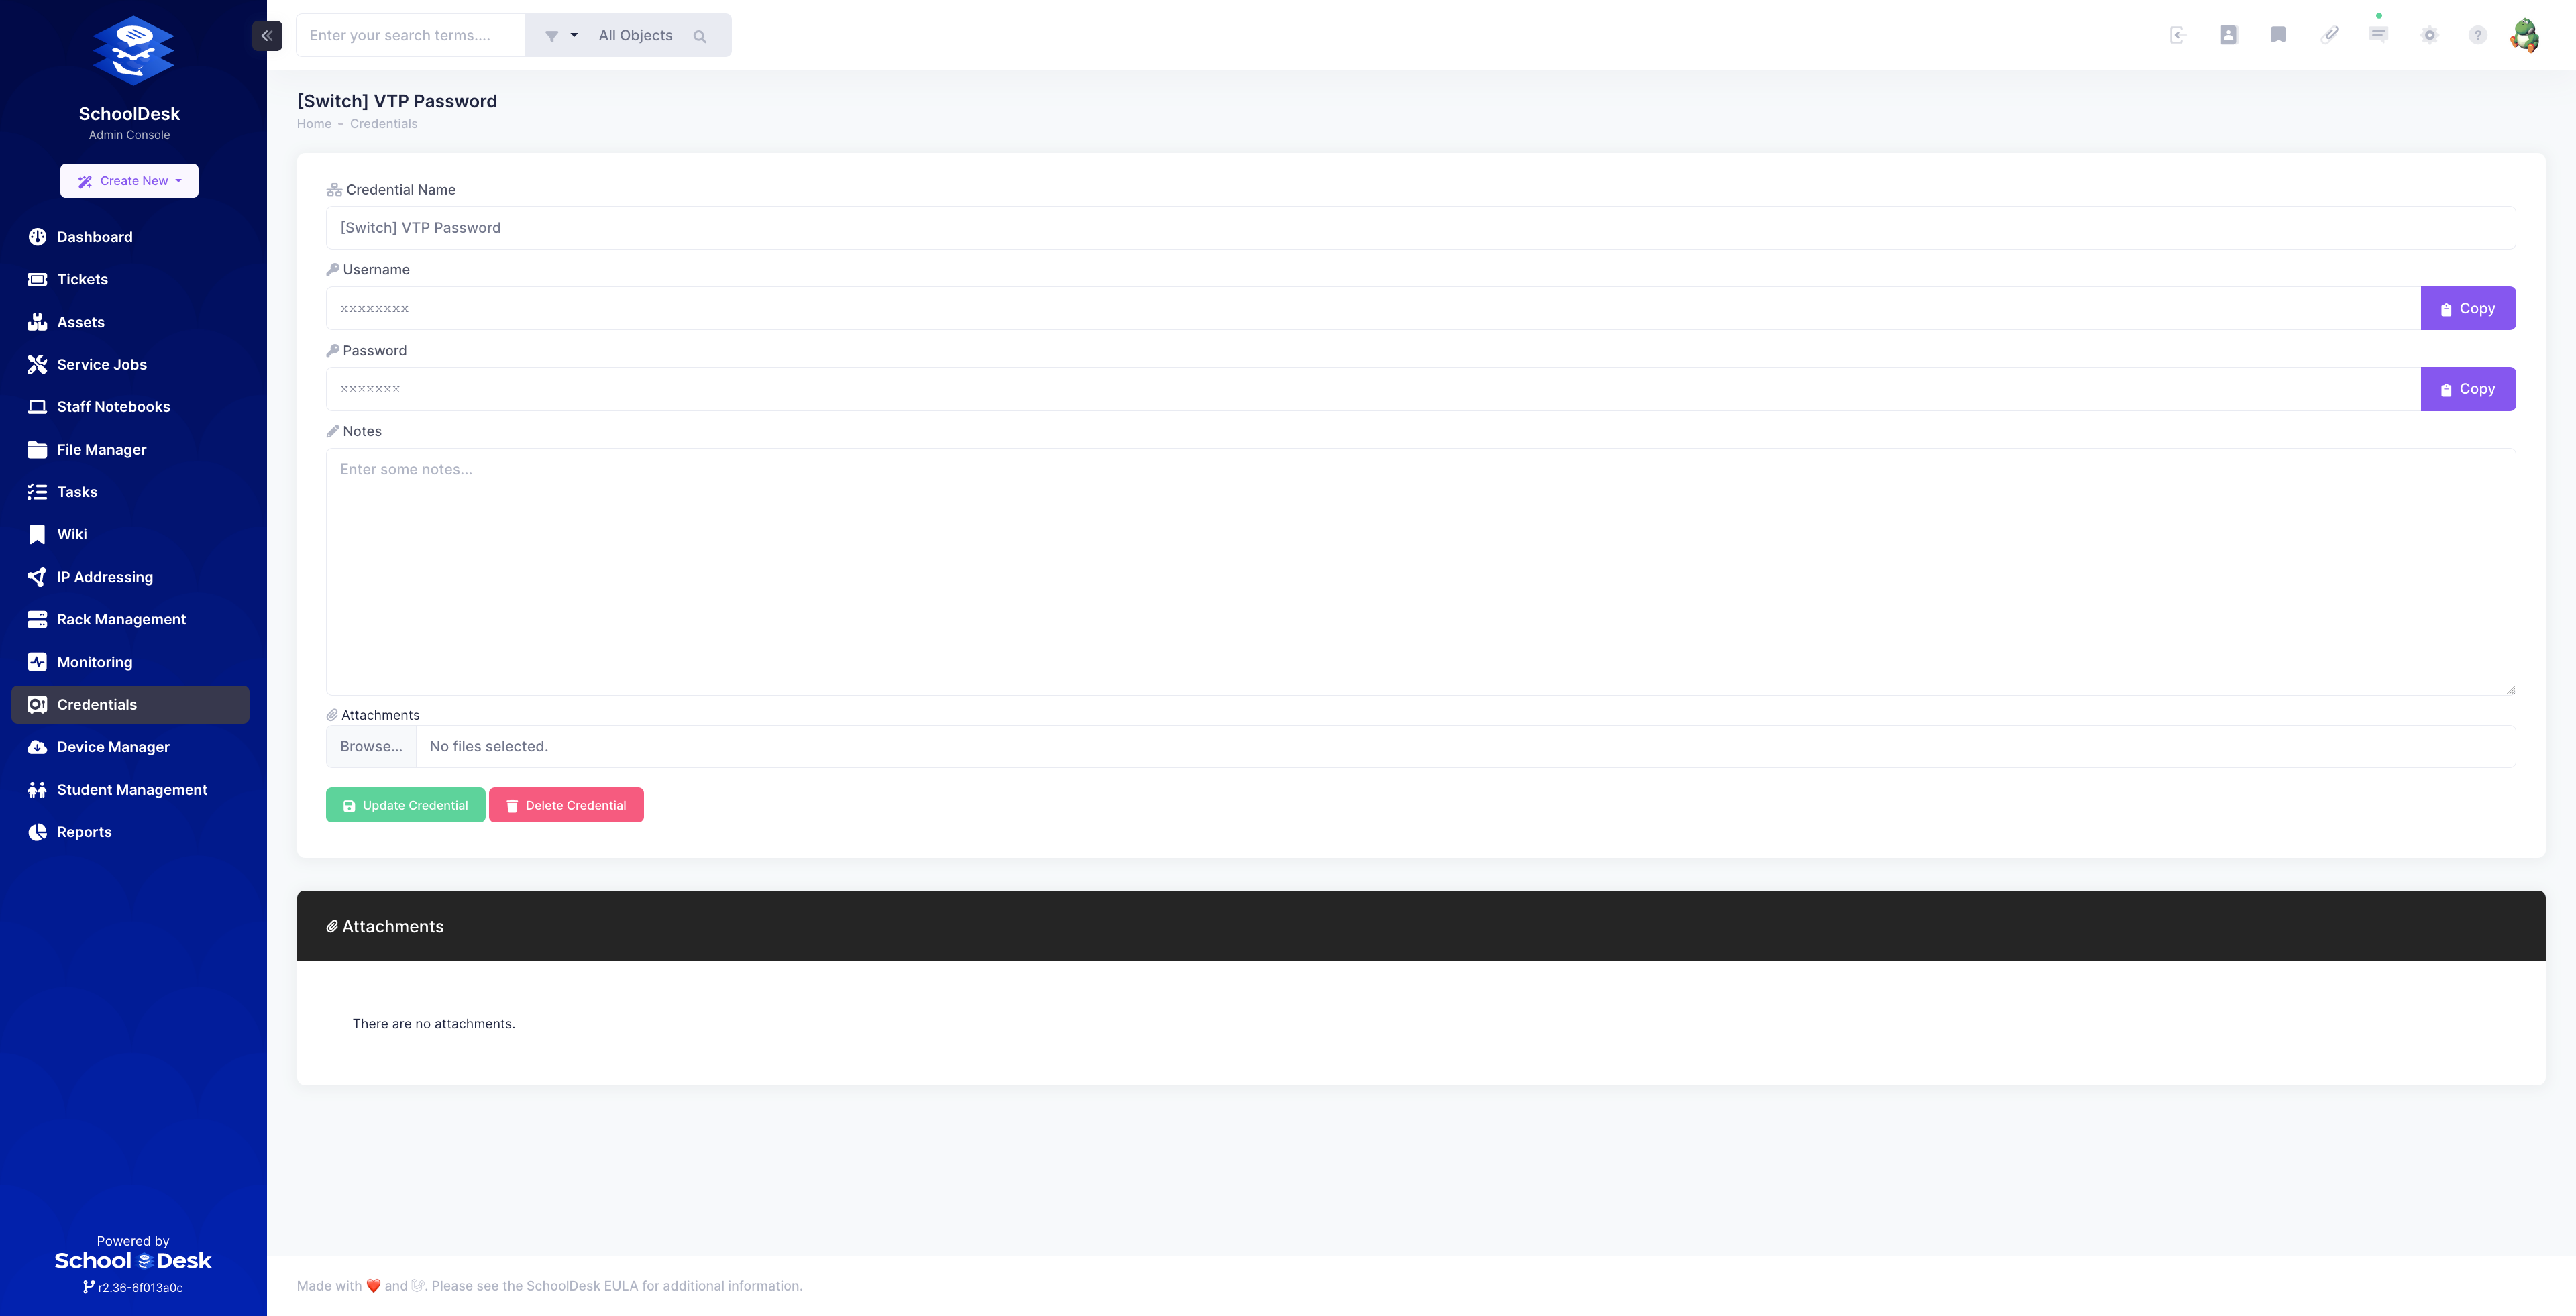 SchoolDesk
Admin Console
Create New
Dashboard
Tickets
Assets
Service Jobs
Staff Notebooks
File Manager
Tasks
Wiki
IP Addressing
Rack Management
Monitoring
Credentials
Device Manager
Student Management
Reports
Powered by
School Desk
r2.36-6f013a0c
Enter your search terms....
All Objects
?
[Switch] VTP Password
Home - Credentials
Credential Name
[Switch] VTP Password
Username
xxxxxxxx
Copy
Password
xxxxxxx
Copy
Notes
Enter some notes...
Attachments
Browse... No files selected.
Update Credential Delete Credential
Attachments
There are no attachments.
Made with ❤️ and . Please see the SchoolDesk EULA for additional information.